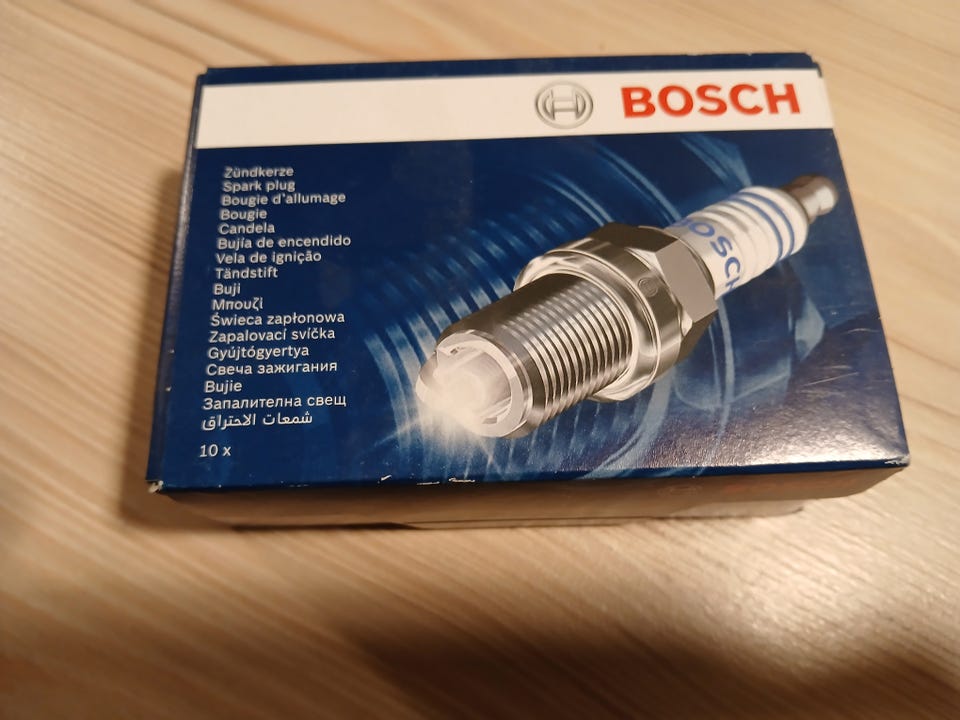 BOSCH
Zündkerze
Spark plug
Bougie d'allumage
Bougie
Candela
Bujía de encendido
Vela de ignição
Tändstift
Buji
Μπουζί
Świeca zapłonowa
Zapalovací svíčka
Gyújtógyertya
Свеча зажигания
Bujie
Запалителна свещ
شمعات الاحتراق
10 x
BOSCH